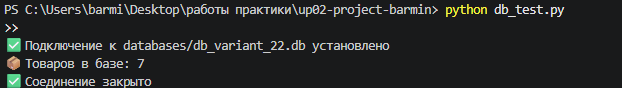 PS C:\Users\barmi\Desktop\работы практики\up02-project-barmin> python db_test.py
>>
✅ Подключение к databases/db_variant_22.db установлено
📦 Товаров в базе: 7
✅ Соединение закрыто